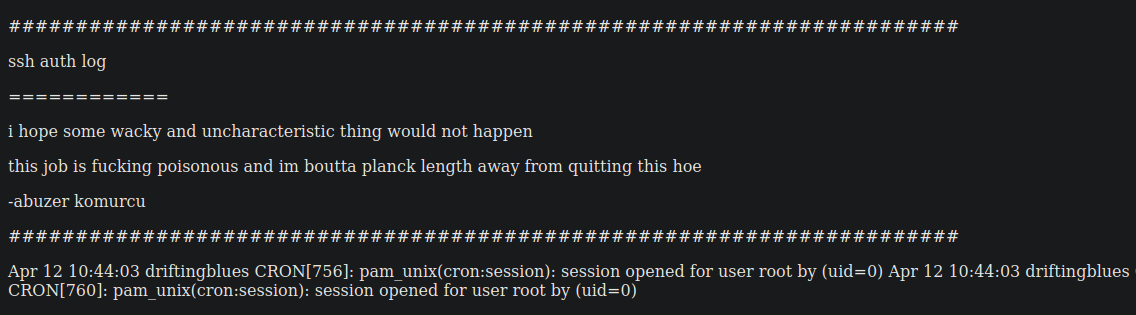 #######################################################################
ssh auth log
============
i hope some wacky and uncharacteristic thing would not happen
this job is fucking poisonous and im boutta planck length away from quitting this hoe
-abuzer komurcu
#######################################################################
Apr 12 10:44:03 driftingblues CRON[756]: pam_unix(cron:session): session opened for user root by (uid=0) Apr 12 10:44:03 driftingblues
CRON[760]: pam_unix(cron:session): session opened for user root by (uid=0)